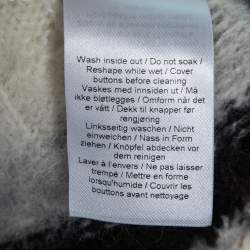 Wash inside out / Do not soak /
Reshape while wet / Cover
buttons before cleaning
Vaskes med innsiden ut / Må
ikke bløtlegges / Omform når det
er vått / Dekk til knapper før
rengjøring
Linksseitig waschen / Nicht
einweichen / Nass in Form
ziehen / Knöpfel abdecken vor
dem reinigen
Laver à l'envers / Ne pas laisser
trempé / Mettre en forme
lorsqu'humide / Couvrir les
bouttons avant nettoyage